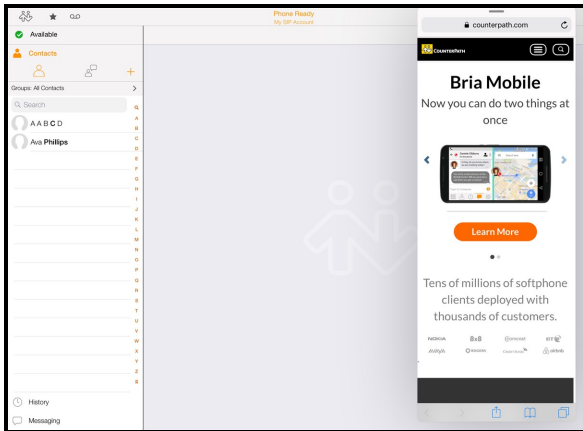 Phone Ready
My SIP Account
Available
Contacts
Groups: All Contacts
Search
A A B C D
Ava Phillips
A
B
C
D
E
F
G
H
I
J
K
L
M
N
O
P
Q
R
S
T
U
V
W
X
Y
Z
#
History
Messaging
counterpath.com
COUNTERPATH
Bria Mobile
Now you can do two things at
once
Learn More
Tens of millions of softphone
clients deployed with
thousands of customers.
NOKIA 8x8
AVAYA airbnb